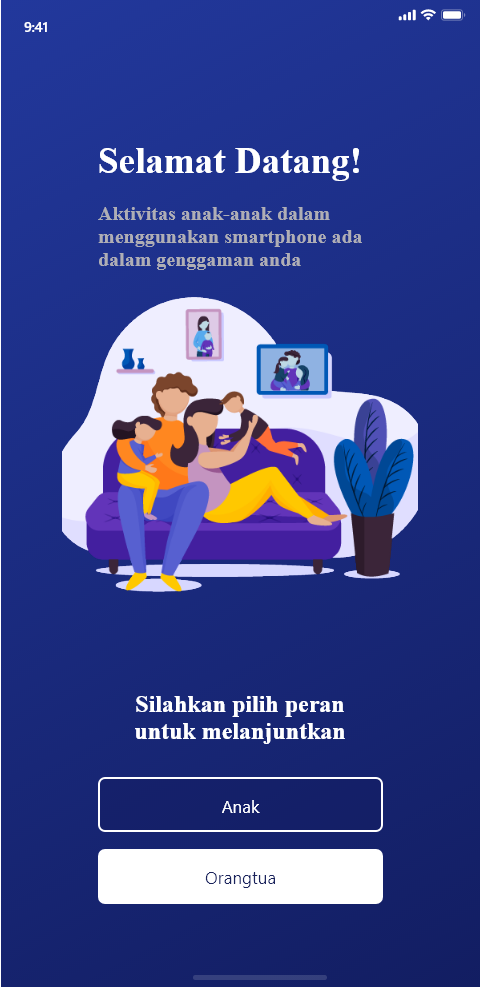 9:41
Selamat Datang!
Aktivitas anak-anak dalam
menggunakan smartphone ada
dalam genggaman anda
Silahkan pilih peran
untuk melanjuntkan
Anak
Orangtua